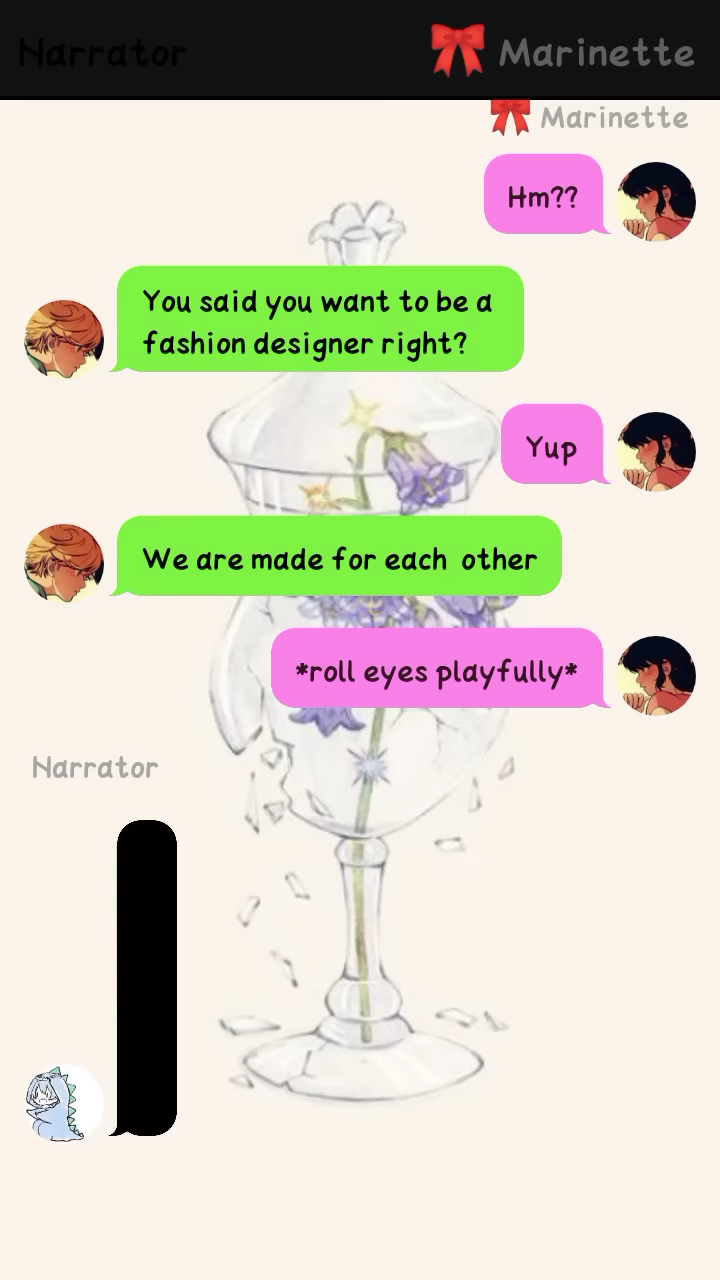 Narrator
🎀 Marinette
🎀 Marinette
Hm??
You said you want to be a
fashion designer right?
Yup
We are made for each  other
*roll eyes playfully*
Narrator